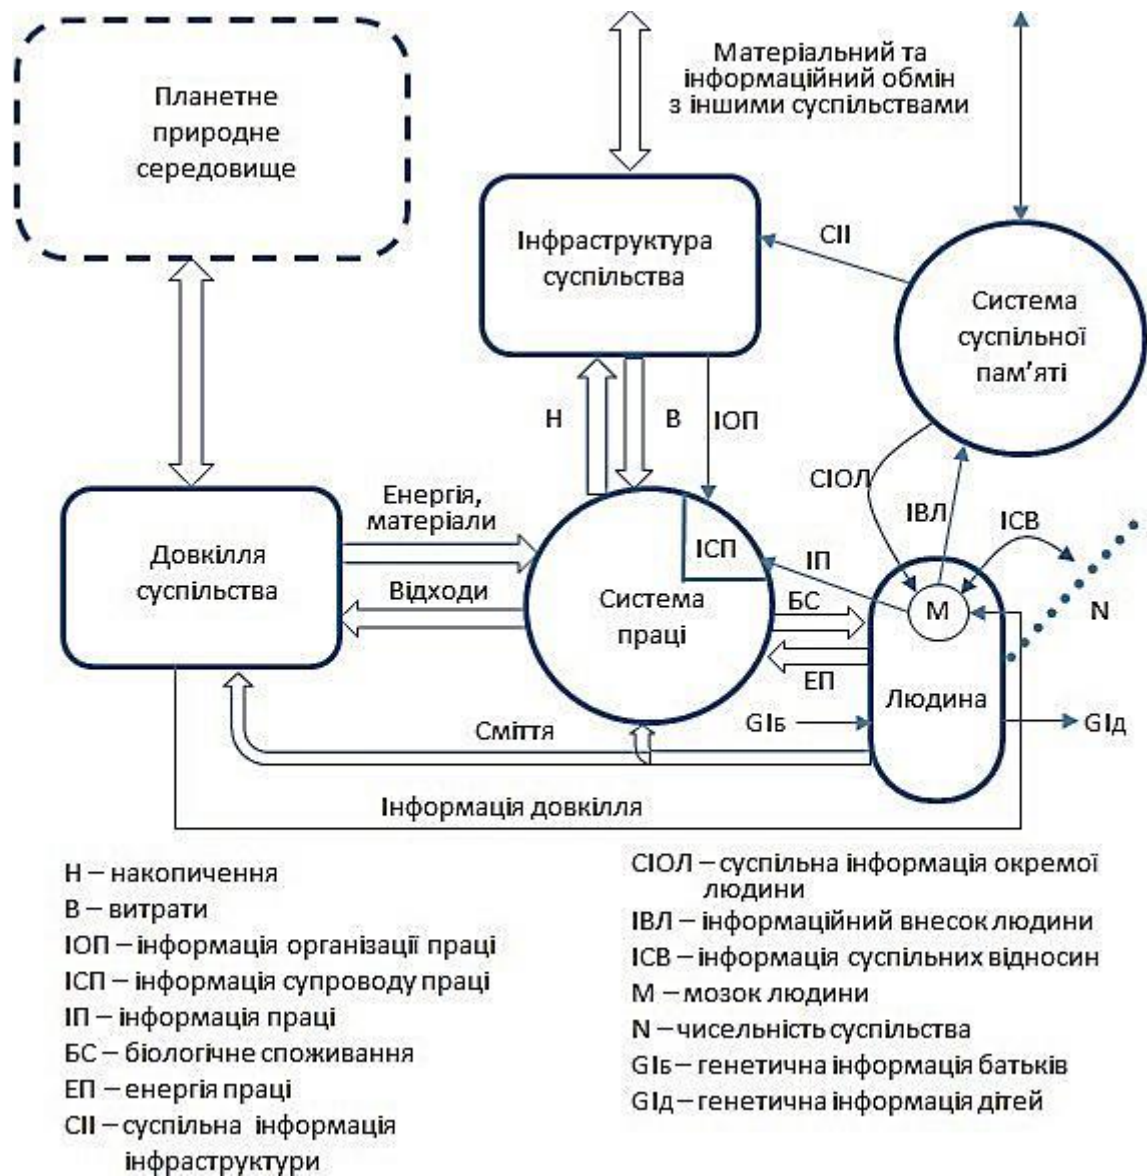 Планетне
природне
середовище
Матеріальний та
інформаційний обмін
з іншими суспільствами
Інфраструктура
суспільства
СІІ
Система
суспільної
пам’яті
Н
В
ІОП
СІОЛ
ІВЛ
ІСВ
Довкілля
суспільства
Енергія,
матеріали
Відходи
ІСП
Система
праці
ІП
БС
ЕП
М
N
Людина
GIБ
GIД
Сміття
Інформація довкілля
Н – накопичення
В – витрати
ІОП – інформація організації праці
ІСП – інформація супроводу праці
ІП – інформація праці
БС – біологічне споживання
ЕП – енергія праці
СІІ – суспільна інформація
інфраструктури
СІОЛ – суспільна інформація окремої
людини
ІВЛ – інформаційний внесок людини
ІСВ – інформація суспільних відносин
М – мозок людини
N – чисельність суспільства
GIБ – генетична інформація батьків
GIД – генетична інформація дітей